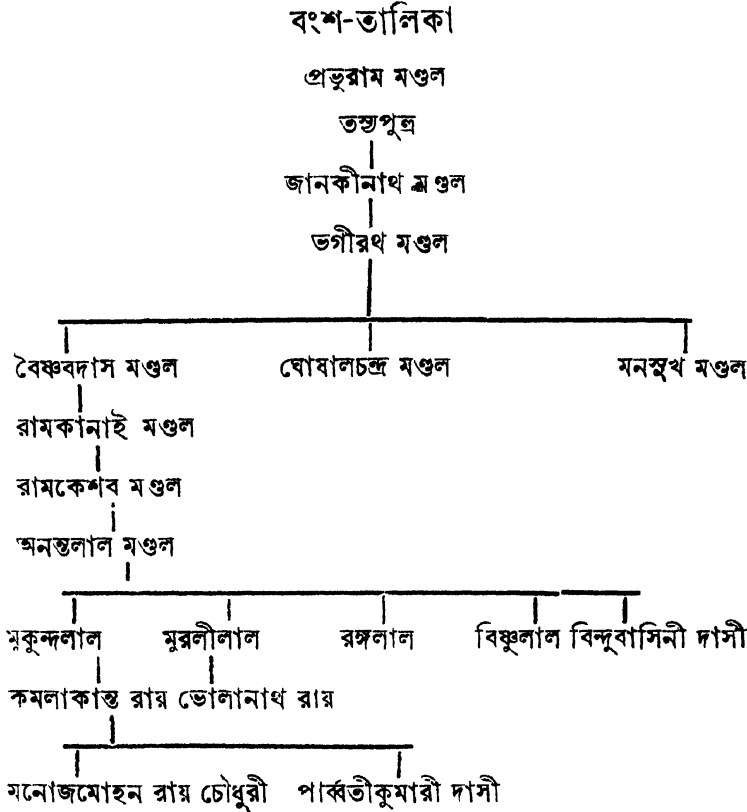 বংশ-তালিকা
প্রভুরাম মণ্ডল
তস্যপুত্র
জানকীনাথ মণ্ডল
ভগীরথ মণ্ডল
বৈষ্ণবদাস মণ্ডল ঘোষালচন্দ্র মণ্ডল মনসুখ মণ্ডল
রামকানাই মণ্ডল
রামকেশব মণ্ডল
অনন্তলাল মণ্ডল
মুকুন্দলাল মুরলীলাল রঙ্গলাল বিষ্ণুলাল বিন্দুবাসিনী দাসী
কমলাকান্ত রায় ভোলানাথ রায়
মনোজমোহন রায় চৌধুরী পার্ব্বতীকুমারী দাসী